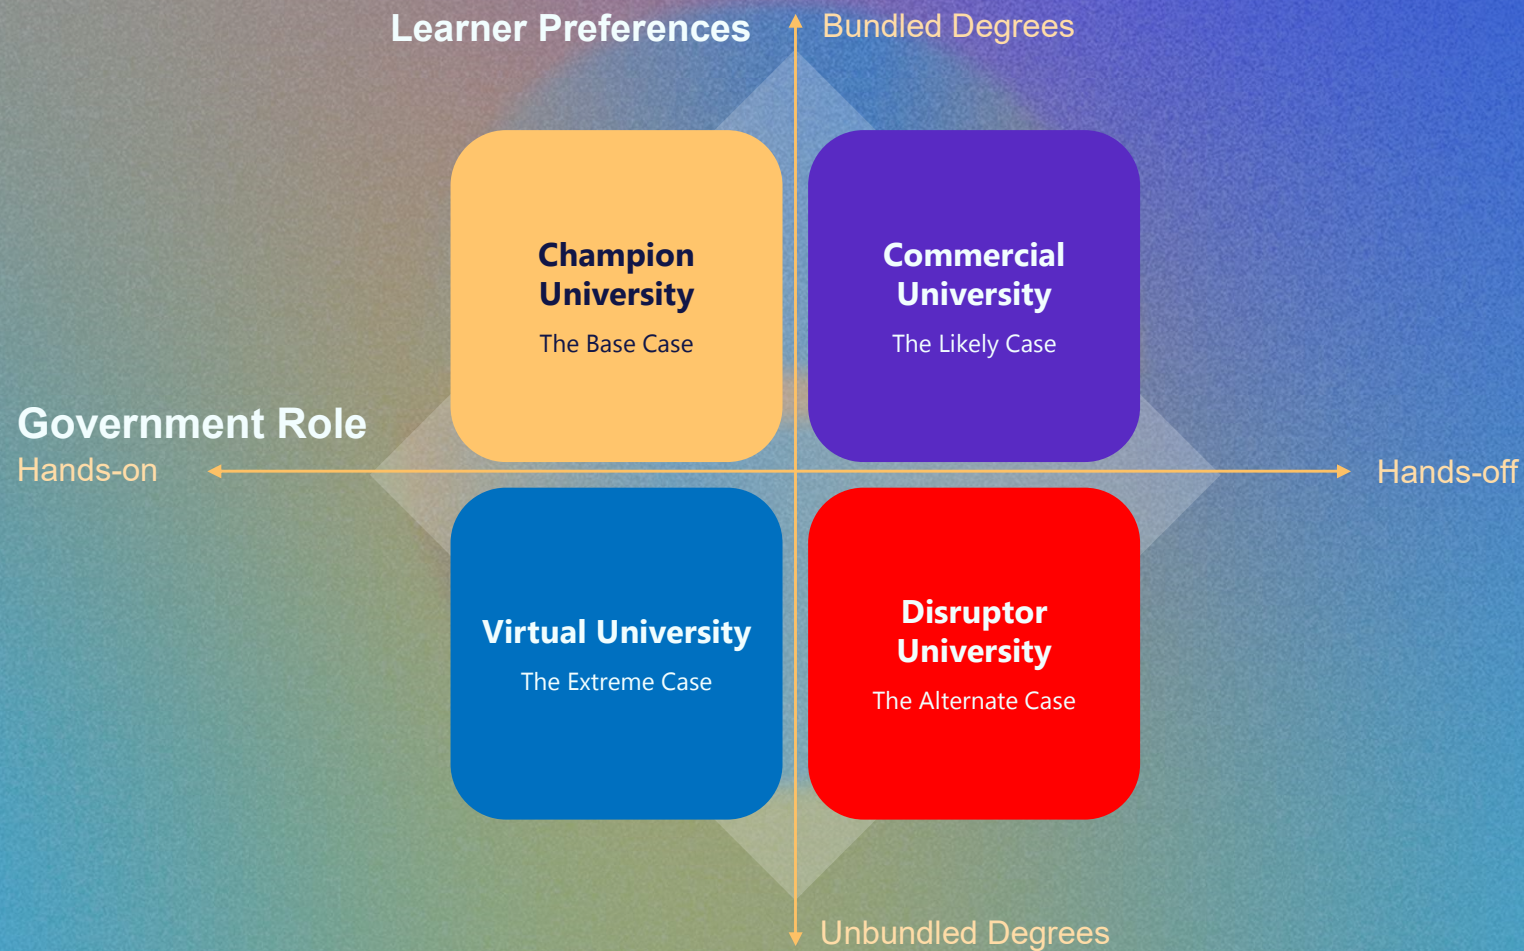 Learner Preferences
Bundled Degrees
Champion
University
The Base Case
Commercial
University
The Likely Case
Government Role
Hands-on
Hands-off
Virtual University
The Extreme Case
Disruptor
University
The Alternate Case
Unbundled Degrees